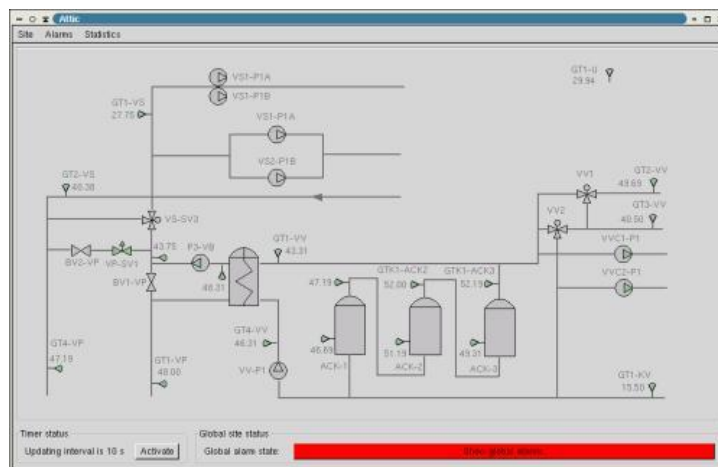 Attic
Site Alarms Statistics
VS1-P1A
VS1-P1B
GT1-U
29.94
GT1-VS
27.75
VS1-P1A
VS2-P1B
GT2-VS
40.38
VV1
GT2-VV
49.69
GT3-VV
VV2
VS-SV3
43.75
P3-VB
GT1-VV
43.31
VVC1-P1
BV2-VP
VP-SV1
BV1-VP
47.19
GTK1-ACK2
52.00
GTK1-ACK3
52.19
VVC2-P1
GT4-VV
46.31
46.69
51.19
49.31
GT4-VP
47.19
GT1-VP
48.00
VV-P1
ACK-1
ACK-2
ACK-3
GT1-KV
15.50
Timer status
Updating interval is 10 s Activate
Global site status
Global alarm state: